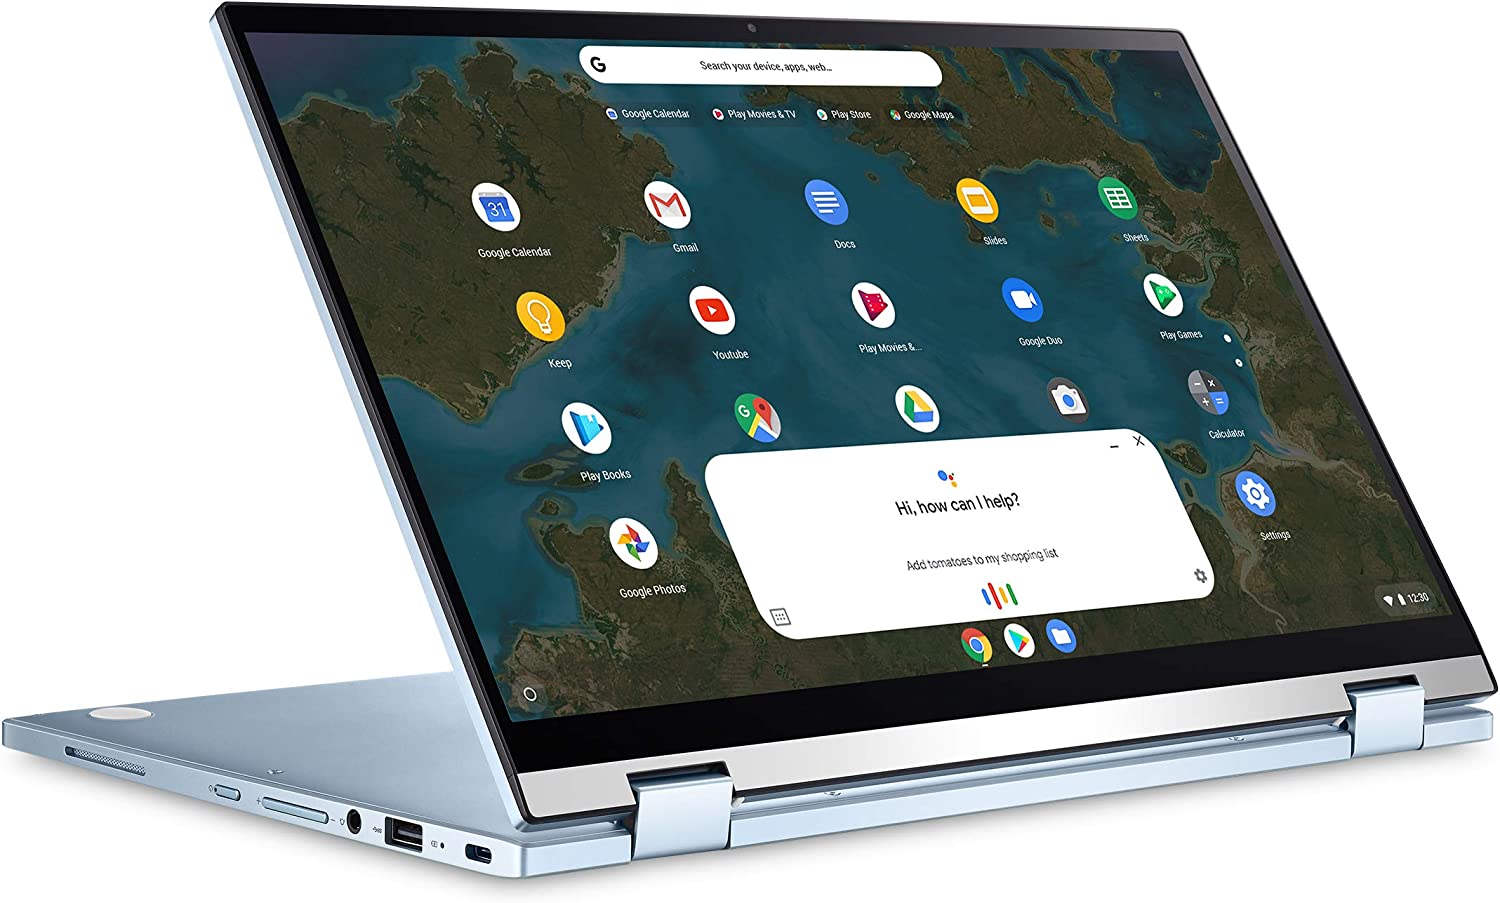 G
Search your device, apps, web...
Google Calendar
Play Movies & TV
Play Store
Google Maps
31
Google Calendar
Gmail
Docs
Slides
Sheets
Keep
Youtube
Play Movies &...
Google Duo
Play Games
Play Books
G
Calculator
Hi, how can I help?
Add tomatoes to my shopping list
Google Photos
Settings
12:30